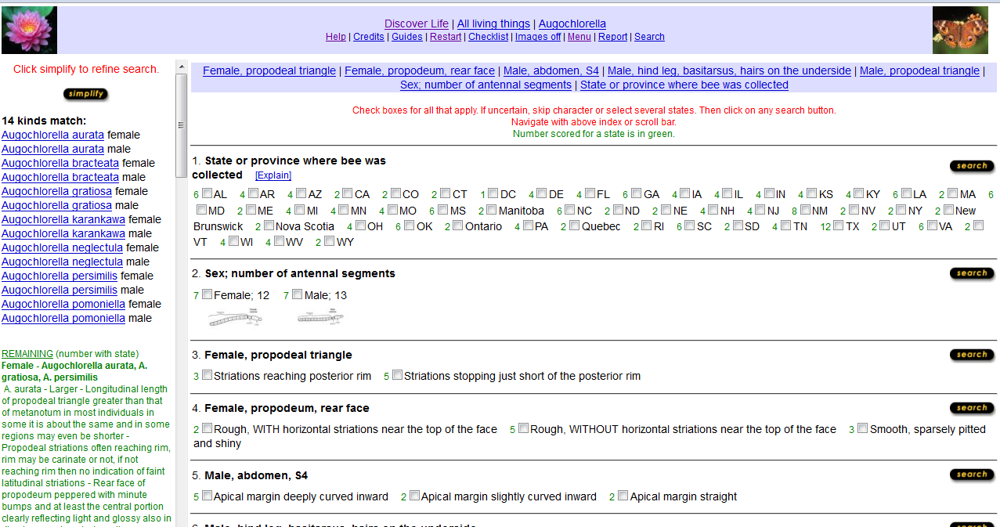 Discover Life | All living things | Augochlorella
Help | Credits | Guides | Restart | Checklist | Images off | Menu | Report | Search
Click simplify to refine search.
simplify
14 kinds match:
Augochlorella aurata female
Augochlorella aurata male
Augochlorella bracteata female
Augochlorella bracteata male
Augochlorella gratiosa female
Augochlorella gratiosa male
Augochlorella karankawa female
Augochlorella karankawa male
Augochlorella neglectula female
Augochlorella neglectula male
Augochlorella persimilis female
Augochlorella persimilis male
Augochlorella pomoniella female
Augochlorella pomoniella male
REMAINING (number with state)
Female - Augochlorella aurata, A.
gratiosa, A. persimilis
A. aurata - Larger - Longitudinal length
of propodeal triangle greater than that
of metanotum in most individuals in
some it is about the same and in some
regions may even be shorter -
Propodeal striations often reaching rim,
rim may be carinate or not, if not
reaching rim then no indication of faint
latitudinal striations - Rear face of
propodeum peppered with minute
bumps and at least the central portion
clearly reflecting light and glossy also in
Female, propodeal triangle | Female, propodeum, rear face | Male, abdomen, S4 | Male, hind leg, basitarsus, hairs on the underside | Male, propodeal triangle |
Sex; number of antennal segments | State or province where bee was collected
Check boxes for all that apply. If uncertain, skip character or select several states. Then click on any search button.
Navigate with above index or scroll bar.
Number scored for a state is in green.
1. State or province where bee was
collected [Explain]
search
6 AL 4 AR 4 AZ 2 CA 2 CO 2 CT 1 DC 4 DE 4 FL 6 GA 4 IA 4 IL 4 IN 4 KS 4 KY 6 LA 2 MA 6
MD 2 ME 4 MI 4 MN 4 MO 6 MS 2 Manitoba 6 NC 2 ND 2 NE 4 NH 4 NJ 8 NM 2 NV 2 NY 2 New
Brunswick 2 Nova Scotia 4 OH 6 OK 2 Ontario 4 PA 2 Quebec 2 RI 6 SC 2 SD 4 TN 12 TX 2 UT 6 VA 2
VT 4 WI 4 WV 2 WY
2. Sex; number of antennal segments
search
7 Female; 12 7 Male; 13
3. Female, propodeal triangle
search
3 Striations reaching posterior rim 5 Striations stopping just short of the posterior rim
4. Female, propodeum, rear face
search
2 Rough, WITH horizontal striations near the top of the face 5 Rough, WITHOUT horizontal striations near the top of the face 3 Smooth, sparsely pitted
and shiny
5. Male, abdomen, S4
search
5 Apical margin deeply curved inward 2 Apical margin slightly curved inward 2 Apical margin straight